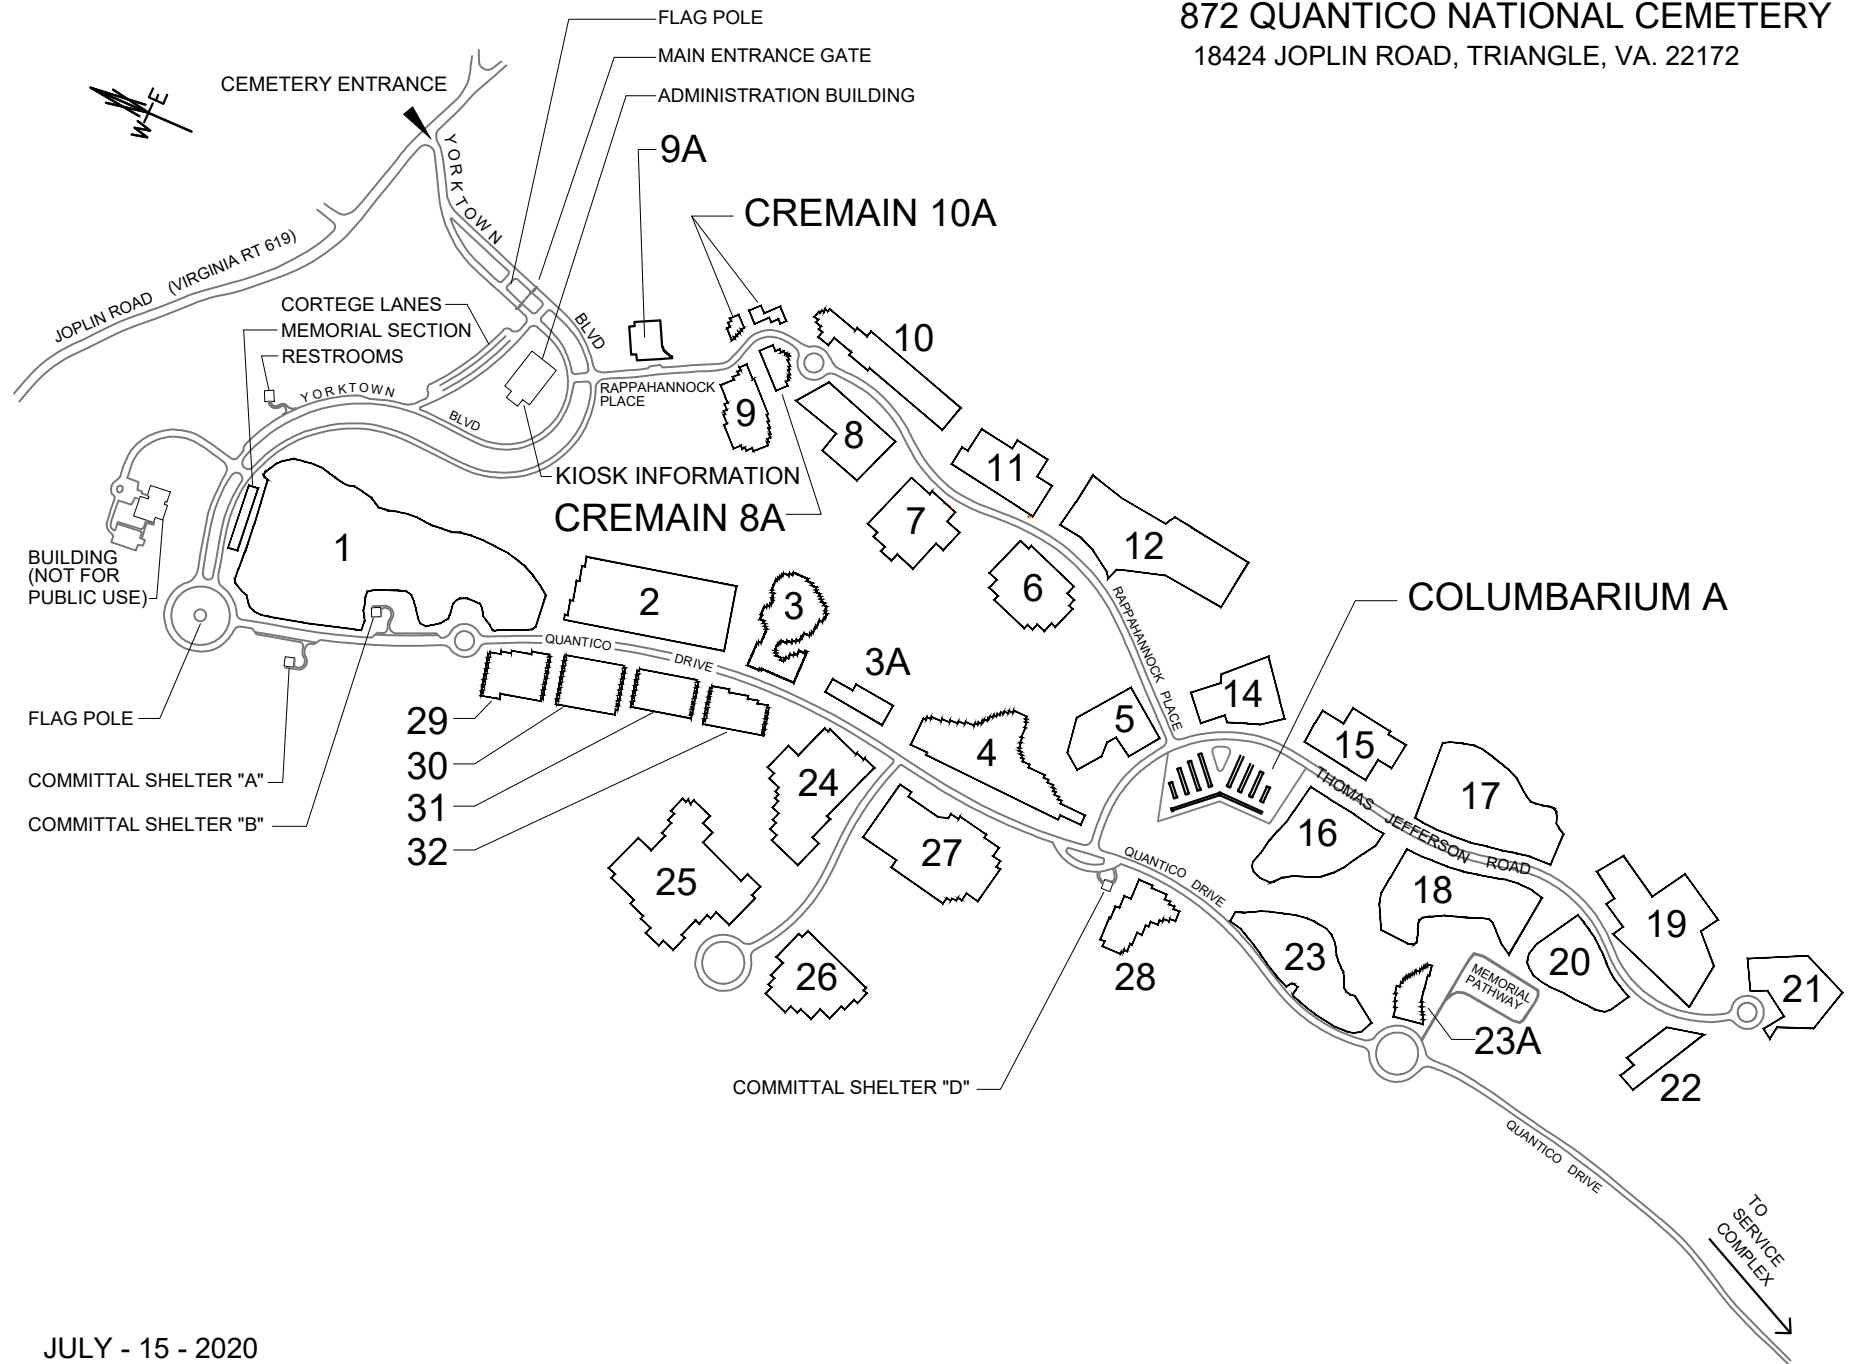 872 QUANTICO NATIONAL CEMETERY
18424 JOPLIN ROAD, TRIANGLE, VA. 22172
FLAG POLE
MAIN ENTRANCE GATE
CEMETERY ENTRANCE
ADMINISTRATION BUILDING
W E
YORKTOWN
BLVD
9A
CREMAIN 10A
JOPLIN ROAD (VIRGINIA RT 619)
CORTEGE LANES
MEMORIAL SECTION
RESTROOMS
YORKTOWN
BLVD
RAPPAHANNOCK
PLACE
10
9
8
KIOSK INFORMATION
CREMAIN 8A
11
7
12
1
BUILDING
(NOT FOR
PUBLIC USE)
2
3
6
RAPPAHANNOCK PLACE
COLUMBARIUM A
QUANTICO DRIVE
3A
14
FLAG POLE
29
30
31
32
5
15
4
COMMITTAL SHELTER "A"
COMMITTAL SHELTER "B"
24
THOMAS JEFFERSON ROAD
17
16
27
25
QUANTICO DRIVE
18
19
26
28
23
20
MEMORIAL
PATHWAY
21
23A
22
COMMITTAL SHELTER "D"
QUANTICO DRIVE
TO
SERVICE
COMPLEX
JULY - 15 - 2020